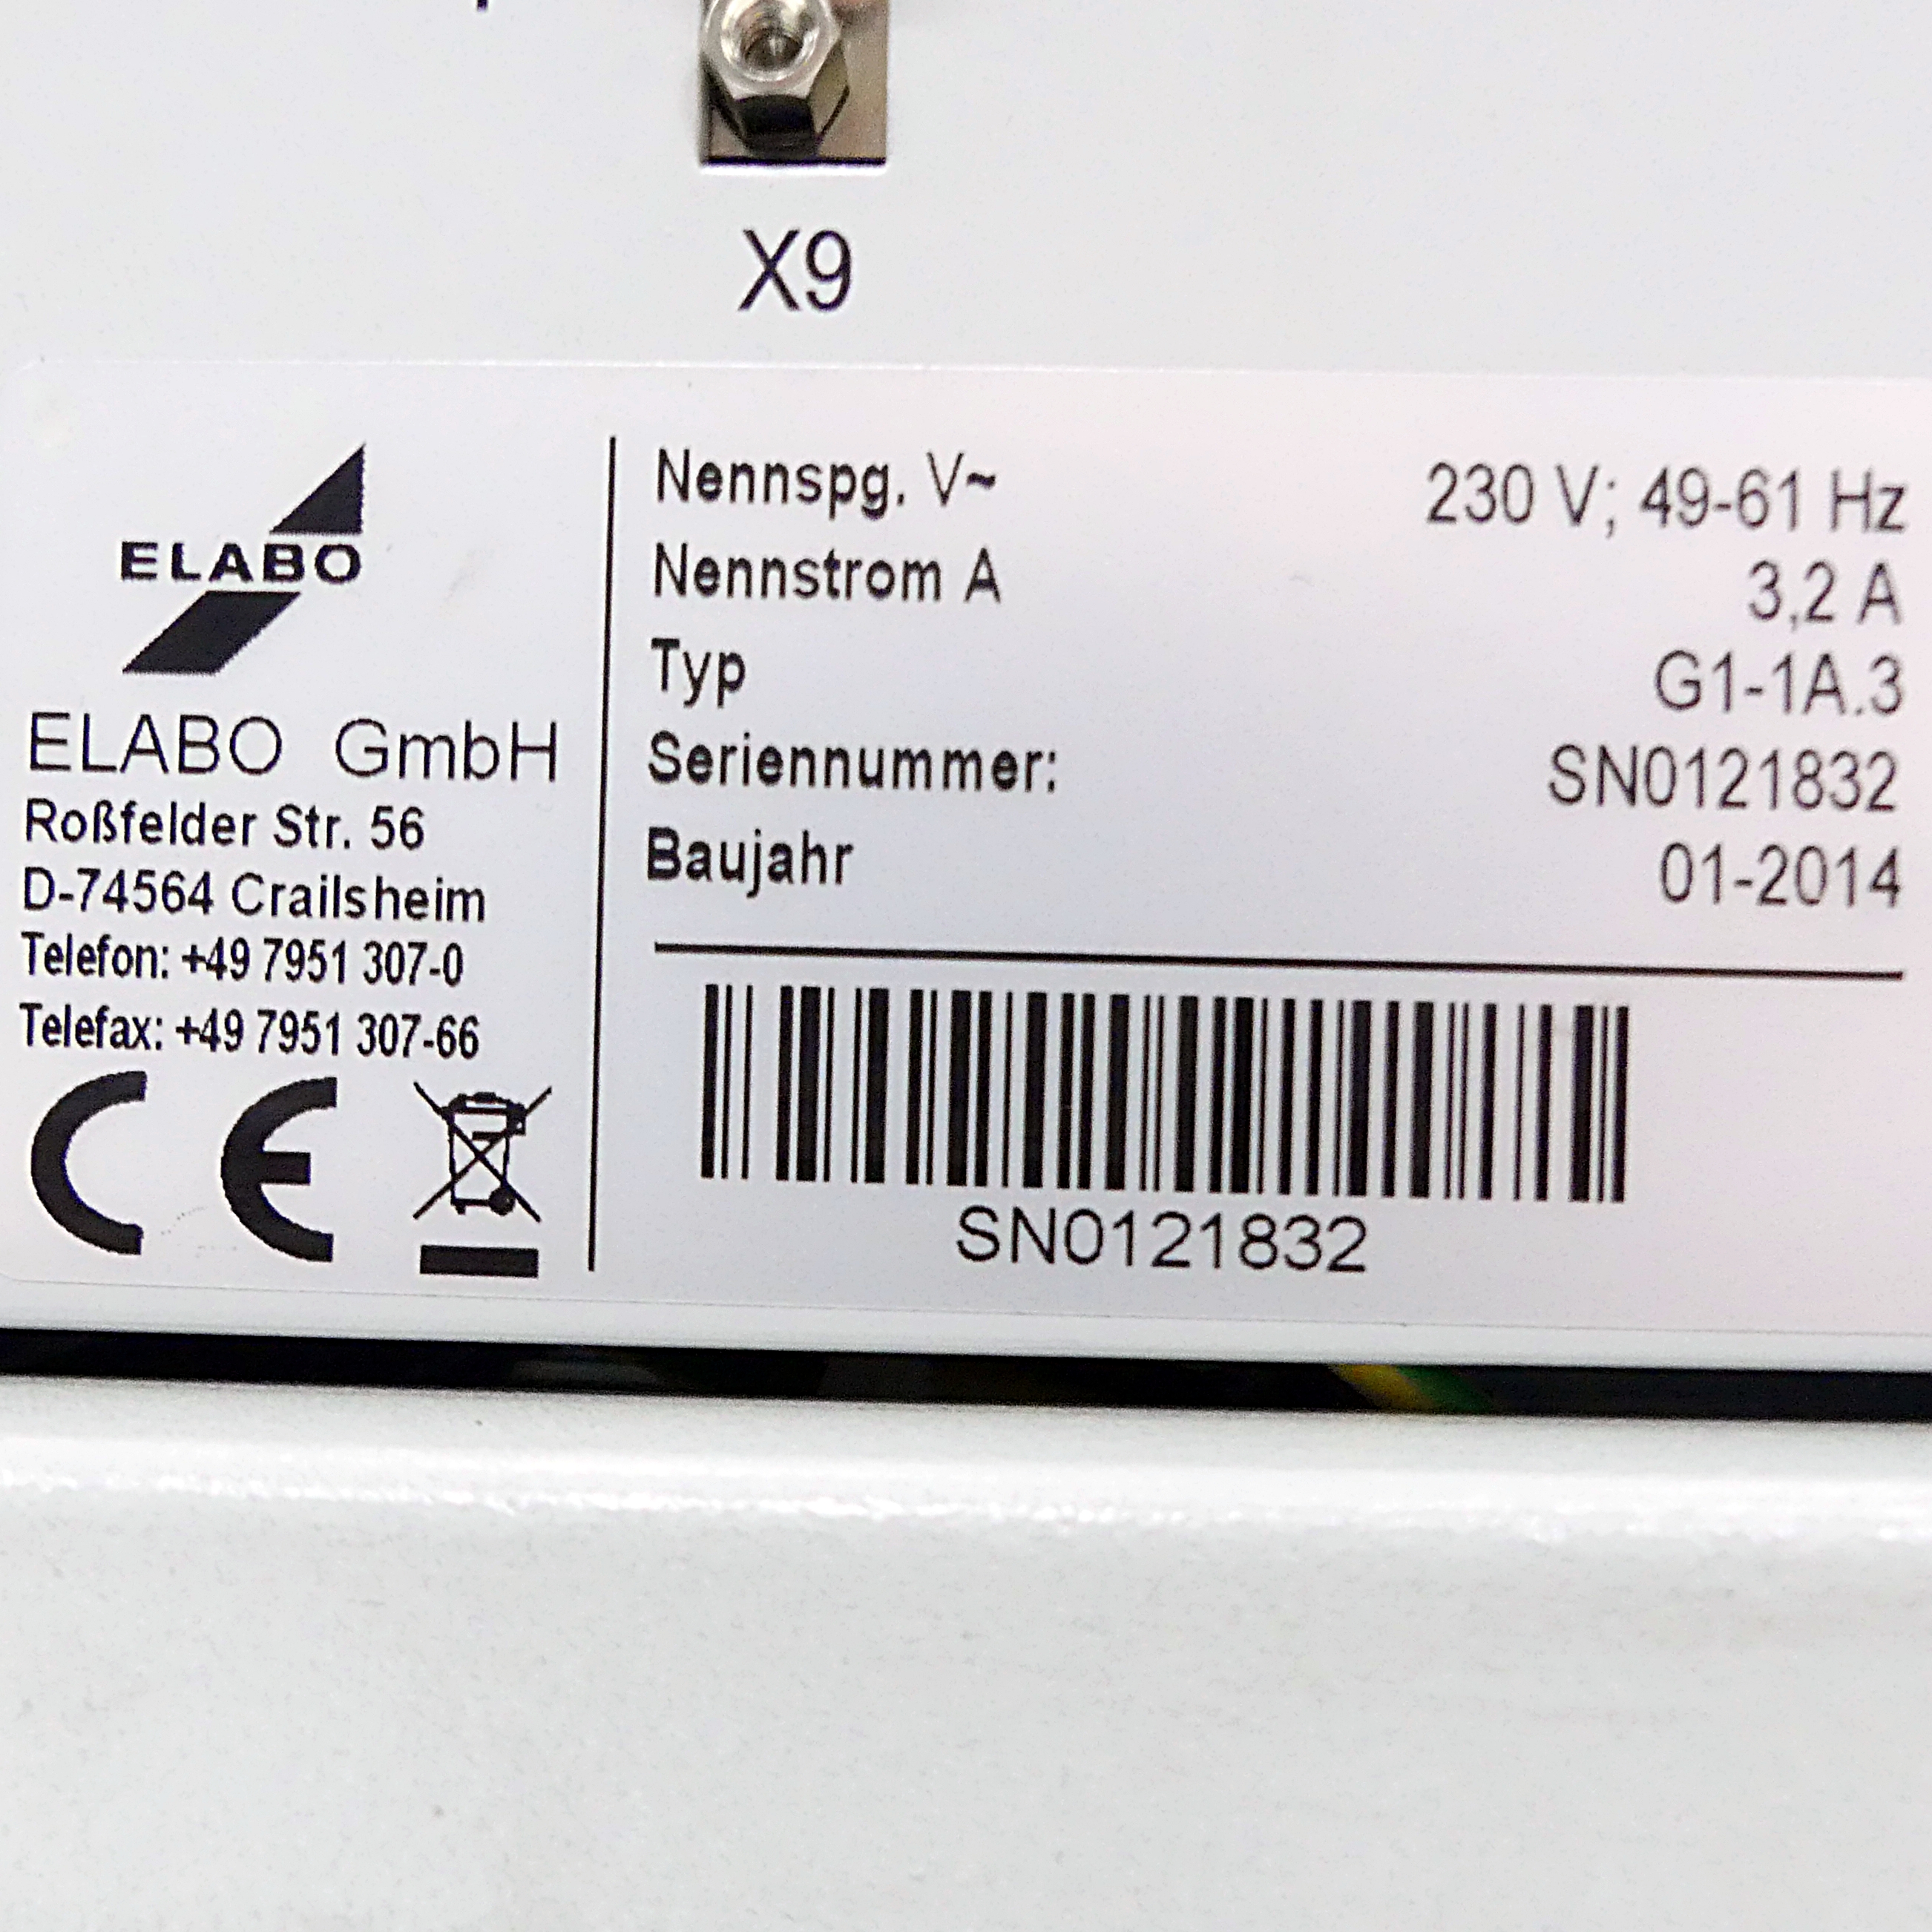 X9
ELABO
ELABO GmbH
Roßfelder Str. 56
D-74564 Crailsheim
Telefon: +49 7951 307-0
Telefax: +49 7951 307-66
CE
Nennspg. V~ 230 V; 49-61 Hz
Nennstrom A 3,2 A
Typ G1-1A.3
Seriennummer: SN0121832
Baujahr 01-2014
SN0121832